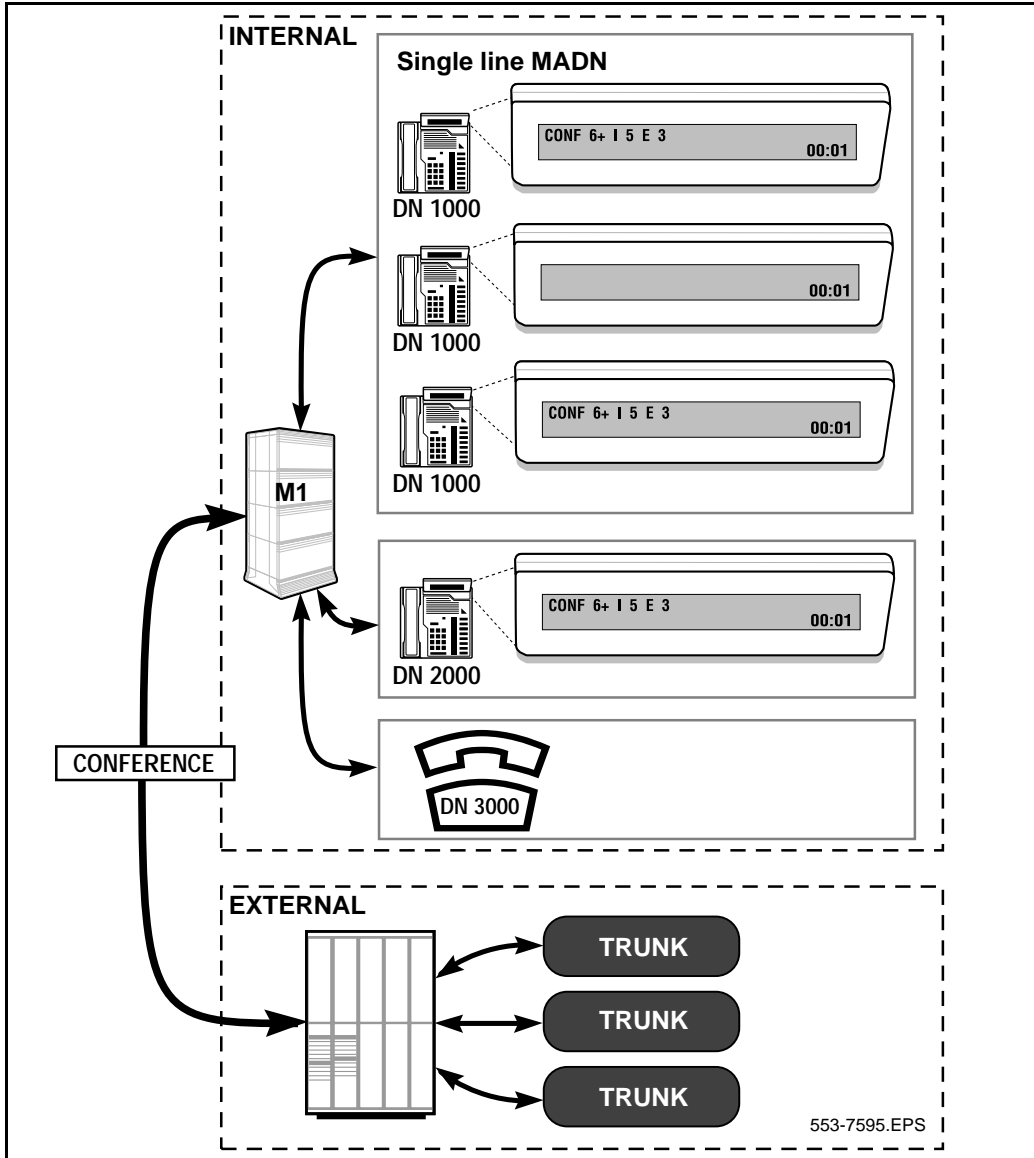 INTERNAL
Single line MADN
CONF 6+ I 5 E 3
00:01
DN 1000
00:01
DN 1000
CONF 6+ I 5 E 3
00:01
DN 1000
M1
CONF 6+ I 5 E 3
00:01
DN 2000
CONFERENCE
DN 3000
EXTERNAL
TRUNK
TRUNK
TRUNK
553-7595.EPS